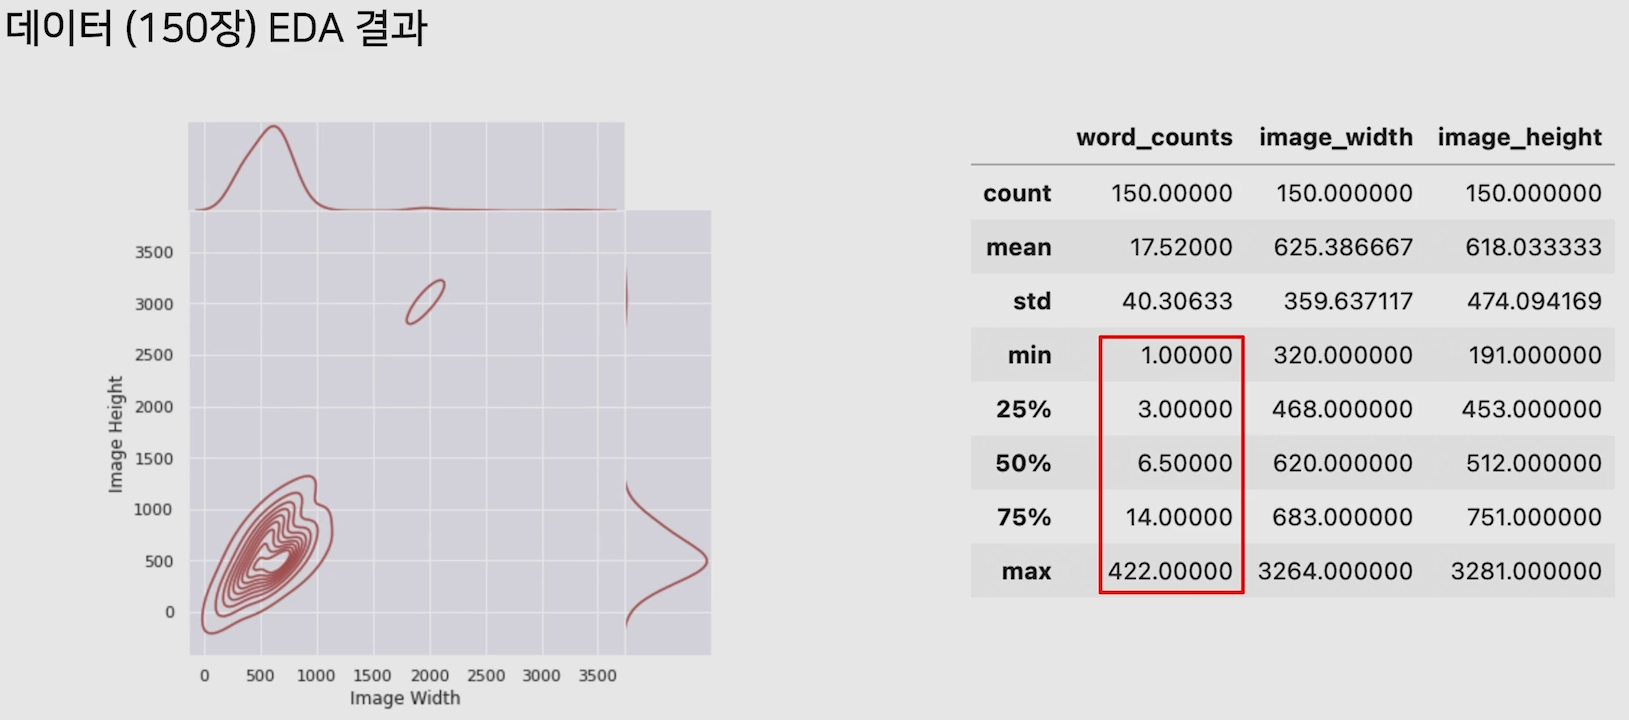 데이터 (150장) EDA 결과
3500
3000
2500
2000
1500
1000
500
0
Image Height
0 500 1000 1500 2000 2500 3000 3500
Image Width
word_counts image_width image_height
count 150.00000 150.000000 150.000000
mean 17.52000 625.386667 618.033333
std 40.30633 359.637117 474.094169
min 1.00000 320.000000 191.000000
25% 3.00000 468.000000 453.000000
50% 6.50000 620.000000 512.000000
75% 14.00000 683.000000 751.000000
max 422.00000 3264.000000 3281.000000